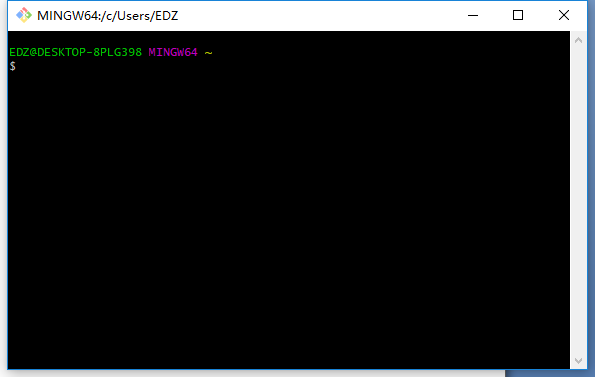 MINGW64:/c/Users/EDZ
EDZ@DESKTOP-8PLG398 MINGW64 ~
$